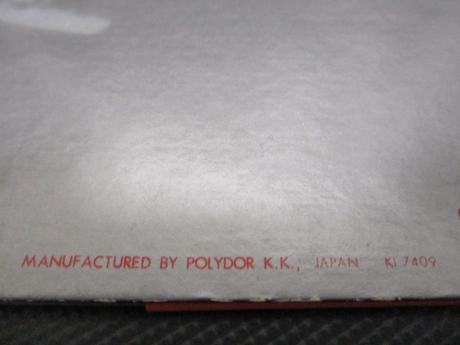 MANUFACTURED BY POLYDOR K.K., JAPAN KI 7409